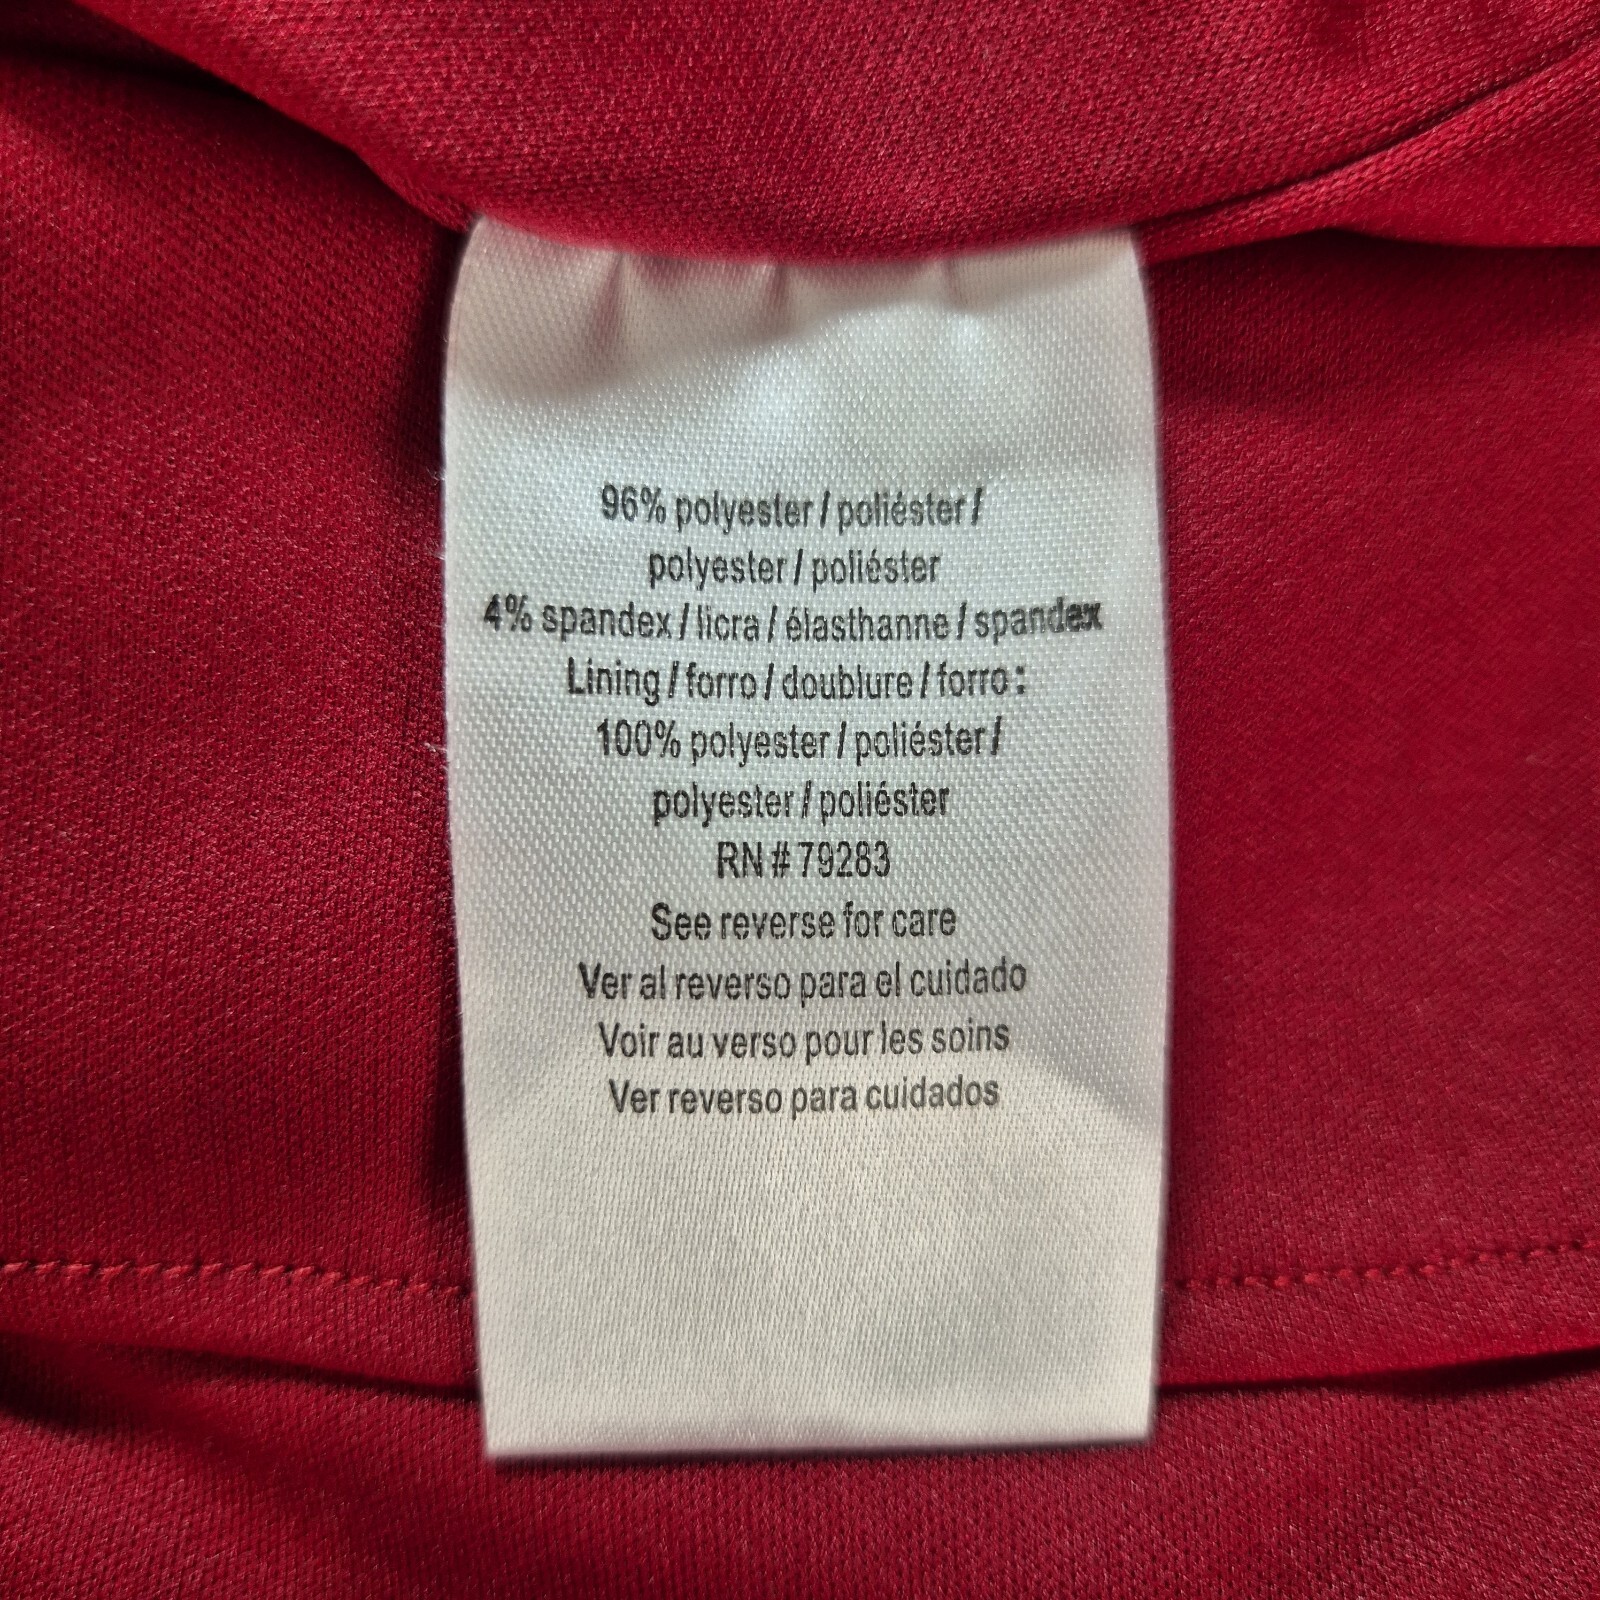 96% polyester / poliéster /
polyester / poliéster
4% spandex / licra / élasthanne / spandex
Lining / forro / doublure / forro :
100% polyester / poliéster /
polyester / poliéster
RN # 79283
See reverse for care
Ver al reverso para el cuidado
Voir au verso pour les soins
Ver reverso para cuidados